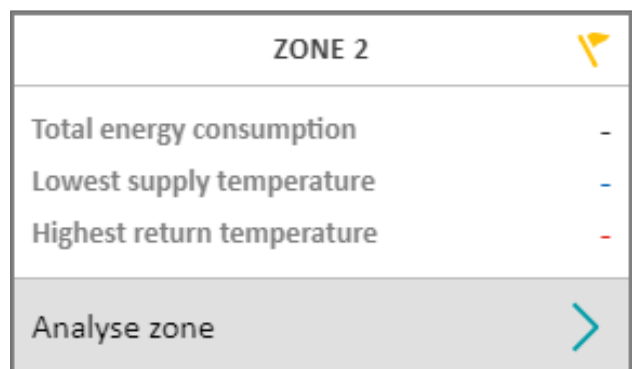 ZONE 2
Total energy consumption -
Lowest supply temperature -
Highest return temperature -
Analyse zone